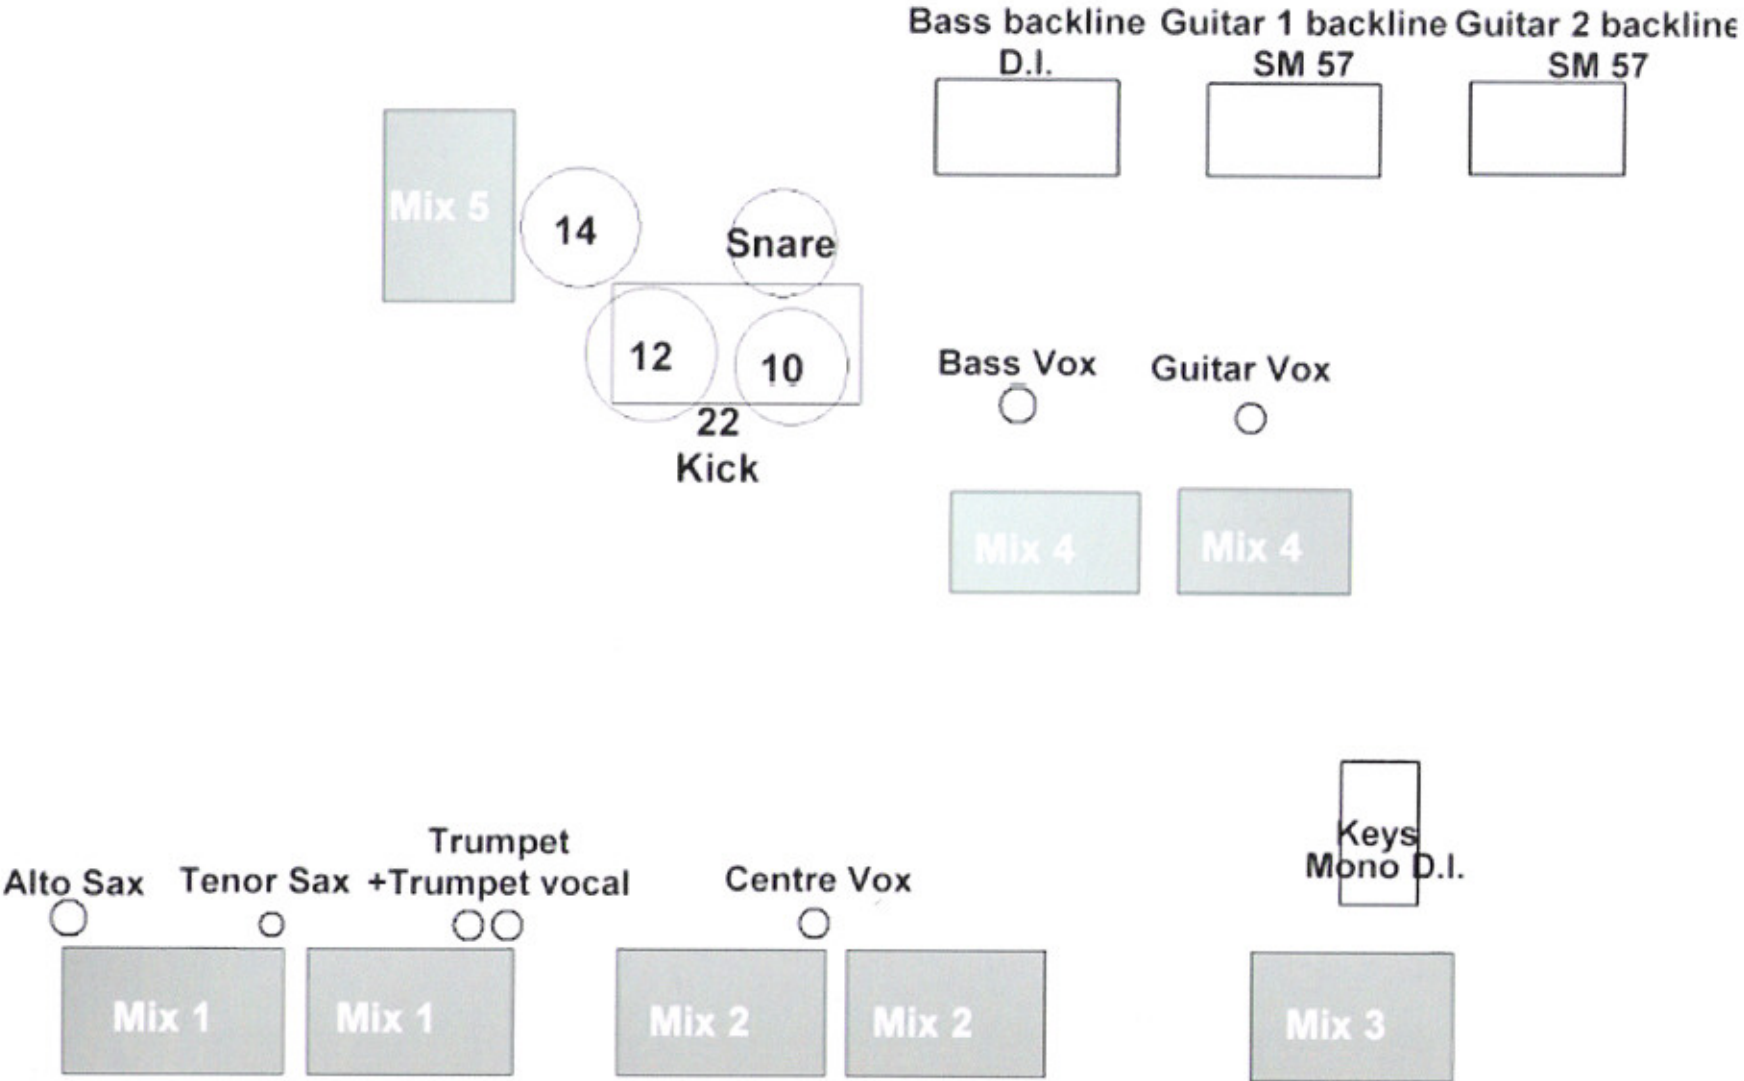 Bass backline Guitar 1 backline Guitar 2 backline
D.I. SM 57 SM 57
Mix 5
14
Snare
12
10
22
Kick
Bass Vox
Guitar Vox
Mix 4
Mix 4
Keys
Mono D.I.
Trumpet
Alto Sax
Tenor Sax
+Trumpet vocal
Centre Vox
Mix 1
Mix 1
Mix 2
Mix 2
Mix 3